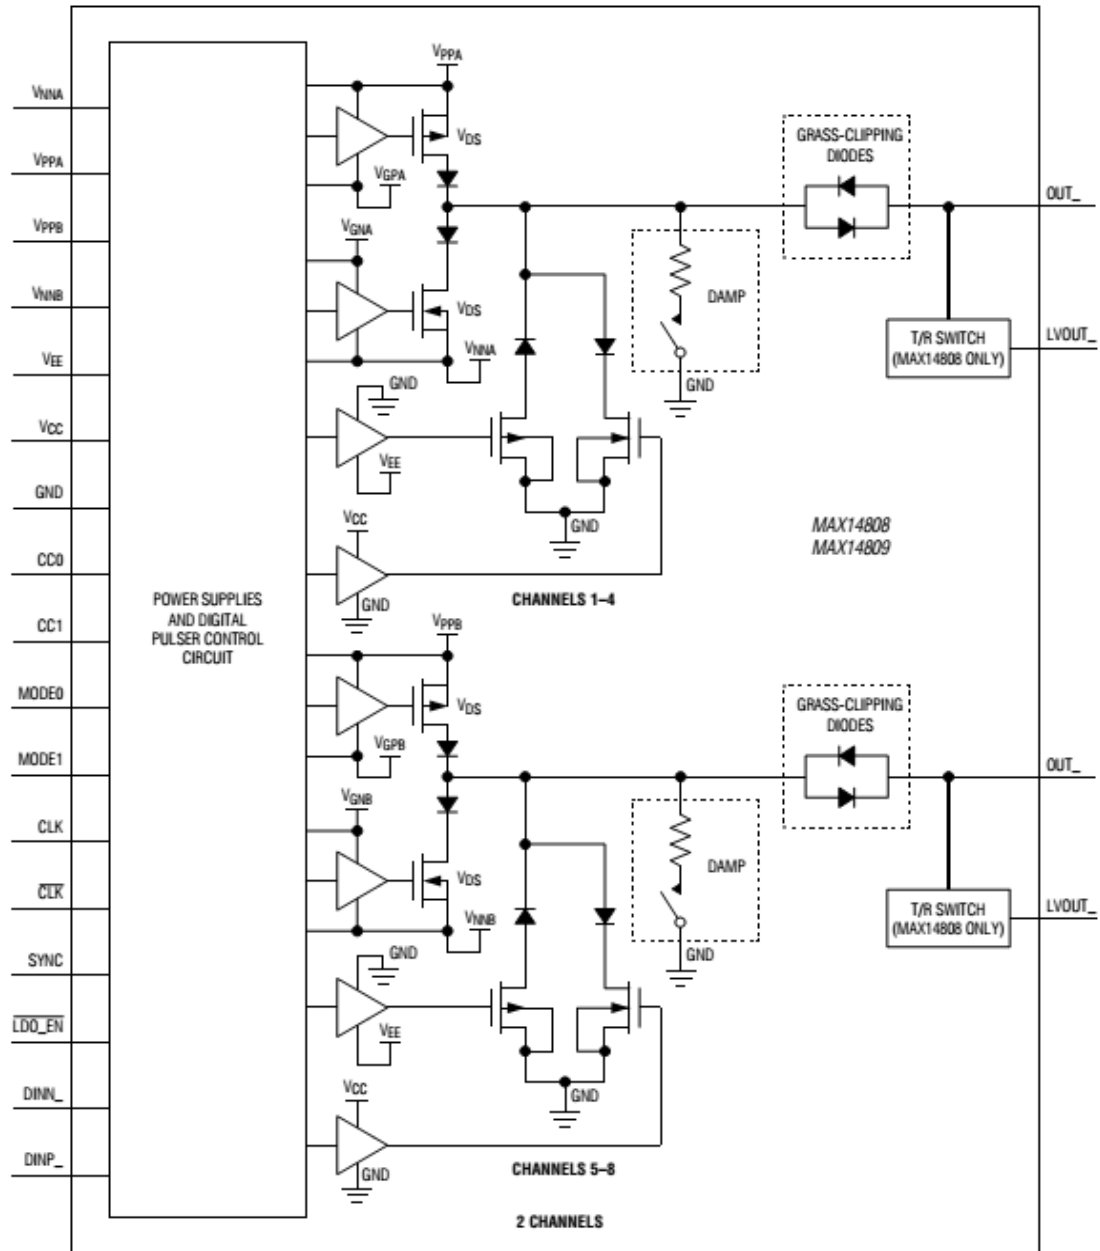 VNNA
VPPA
VPPB
VNNB
VEE
VCC
GND
CC0
CC1
MODE0
MODE1
CLK
CLK
SYNC
LDO_EN
DINN_
DINP_
POWER SUPPLIES
AND DIGITAL
PULSER CONTROL
CIRCUIT
VPPA
VDS
VGPA
VGNA
VDS
VNNA
GND
VEE
VCC
GND
GND
DAMP
GND
GRASS-CLIPPING
DIODES
OUT_
T/R SWITCH
(MAX14808 ONLY)
LVOUT_
MAX14808
MAX14809
CHANNELS 1–4
VPPB
VDS
VGPB
VGNB
VDS
VNNB
GND
VEE
VCC
GND
GND
DAMP
GND
GRASS-CLIPPING
DIODES
OUT_
T/R SWITCH
(MAX14808 ONLY)
LVOUT_
CHANNELS 5–8
2 CHANNELS